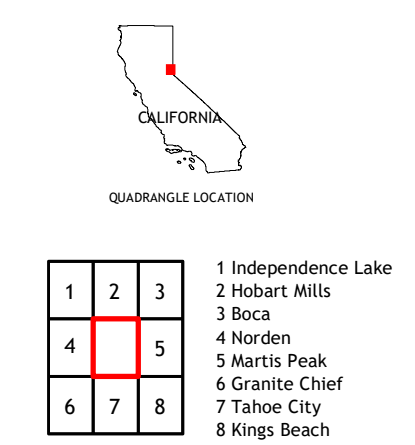 CALIFORNIA
QUADRANGLE LOCATION
1 2 3
4 5
6 7 8
1 Independence Lake
2 Hobart Mills
3 Boca
4 Norden
5 Martis Peak
6 Granite Chief
7 Tahoe City
8 Kings Beach